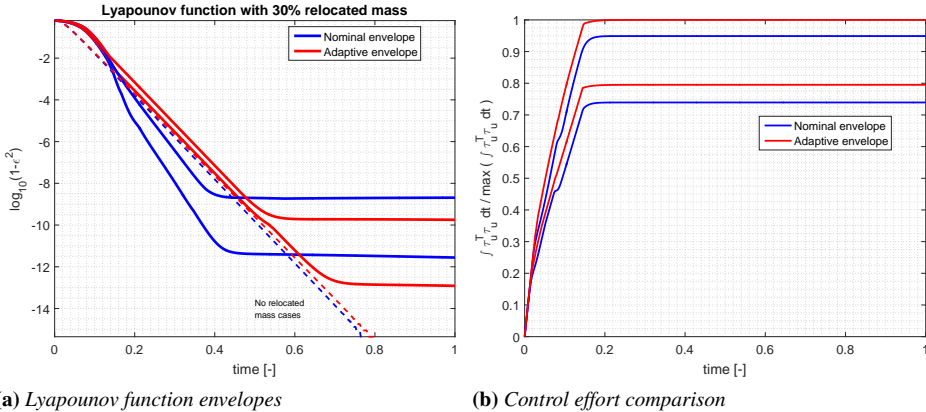 Lyapounov function with 30% relocated mass
Nominal envelope
Adaptive envelope
-2
-4
-6
-8
-10
-12
-14
log10(1-ϵ²)
No relocated
mass cases
0
0.2
0.4
0.6
0.8
1
time [-]
(a) Lyapounov function envelopes
1
0.9
0.8
0.7
0.6
0.5
0.4
0.3
0.2
0.1
0
∫ τ_u^T τ_u dt / max ( ∫ τ_u^T τ_u dt )
Nominal envelope
Adaptive envelope
0
0.2
0.4
0.6
0.8
1
time [-]
(b) Control effort comparison